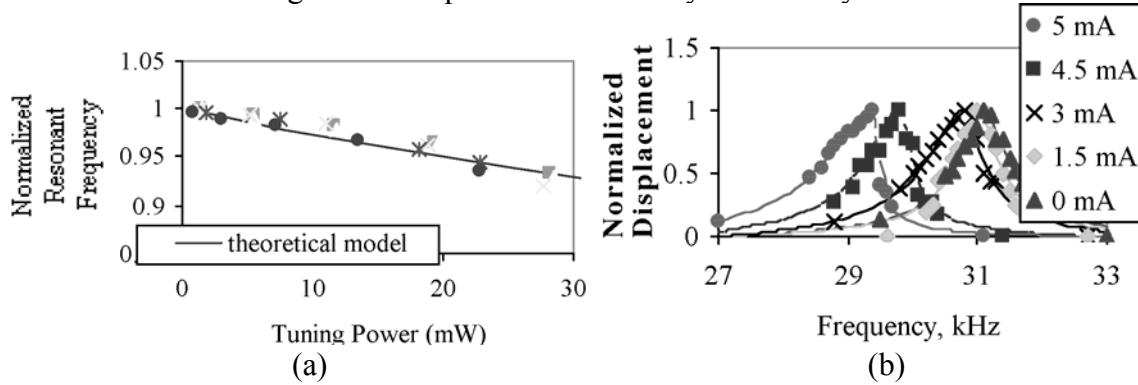 1.05
1
0.95
0.9
0
Normalized
Resonant
Frequency
theoretical model
0
10
20
30
Tuning Power (mW)
(a)
1.5
1
0.5
0
Normalized
Displacement
27
29
31
33
Frequency, kHz
(b)
5 mA
4.5 mA
3 mA
1.5 mA
0 mA